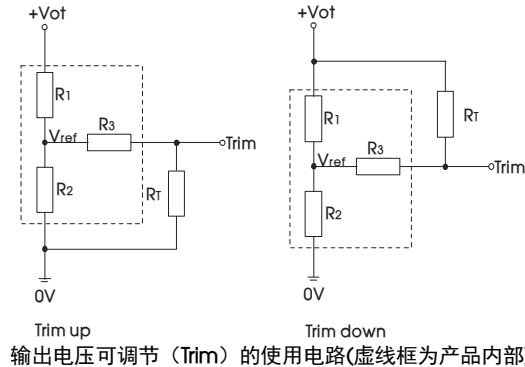 +Vot
+Vot
R1
R1
RT
Vref
R3
Trim
Vref
R3
Trim
R2
RT
R2
0V
0V
Trim up
Trim down
输出电压可调节（Trim）的使用电路(虚线框为产品内部)